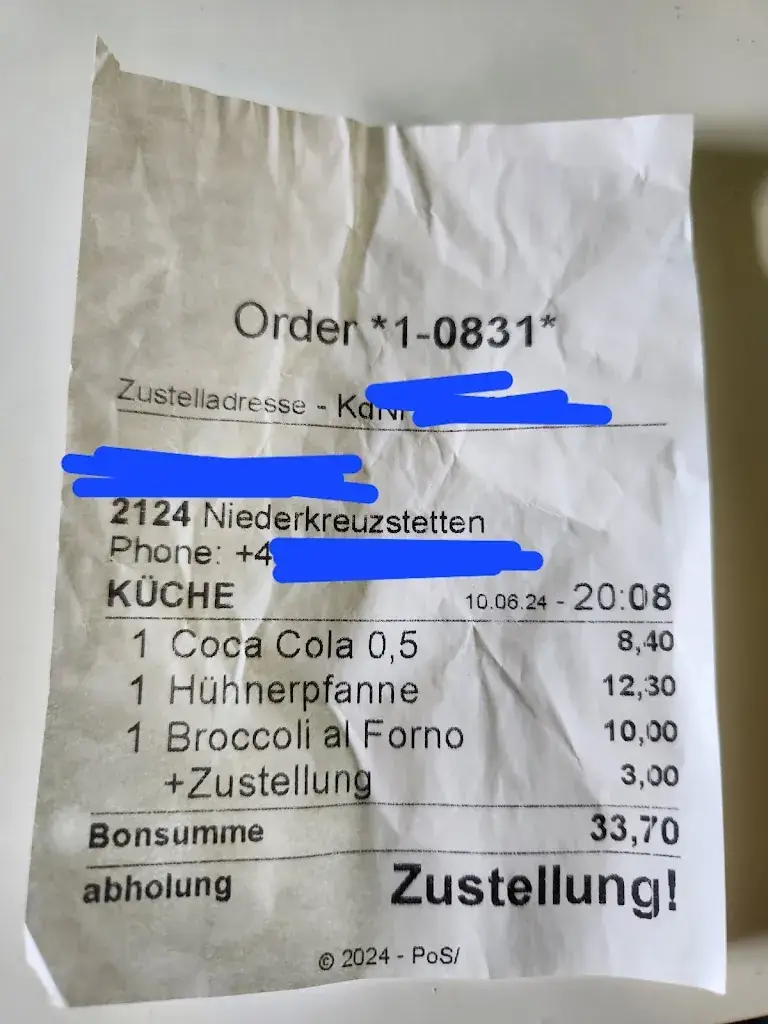 Order *1-0831*
Zustelladresse - KdNr
2124 Niederkreuzstetten
Phone: +4
KÜCHE 10.06.24 - 20:08
1 Coca Cola 0,5 8,40
1 Hühnerpfanne 12,30
1 Broccoli al Forno 10,00
+Zustellung 3,00
Bonsumme 33,70
abholung Zustellung!
© 2024 - PoS/